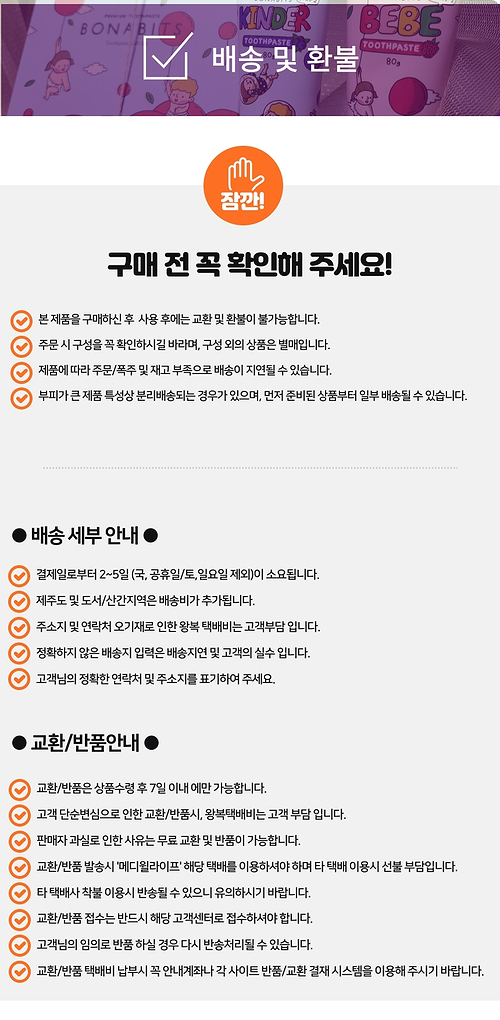 PREMIUM TOOTHPASTE
BONABITS
KINDER
TOOTHPASTE
80g
BEBE
TOOTHPASTE
80g
배송 및 환불
잠깐!
구매 전 꼭 확인해 주세요!
본 제품을 구매하신 후 사용 후에는 교환 및 환불이 불가능합니다.
주문 시 구성을 꼭 확인하시길 바라며, 구성 외의 상품은 별매입니다.
제품에 따라 주문/폭주 및 재고 부족으로 배송이 지연될 수 있습니다.
부피가 큰 제품 특성상 분리배송되는 경우가 있으며, 먼저 준비된 상품부터 일부 배송될 수 있습니다.
● 배송 세부 안내 ●
결제일로부터 2~5일 (국, 공휴일/토,일요일 제외)이 소요됩니다.
제주도 및 도서/산간지역은 배송비가 추가됩니다.
주소지 및 연락처 오기재로 인한 왕복 택배비는 고객부담 입니다.
정확하지 않은 배송지 입력은 배송지연 및 고객의 실수 입니다.
고객님의 정확한 연락처 및 주소지를 표기하여 주세요.
● 교환/반품안내 ●
교환/반품은 상품수령 후 7일 이내 에만 가능합니다.
고객 단순변심으로 인한 교환/반품시, 왕복택배비는 고객 부담 입니다.
판매자 과실로 인한 사유는 무료 교환 및 반품이 가능합니다.
교환/반품 발송시 '메디윌라이프' 해당 택배를 이용하셔야 하며 타 택배 이용시 선불 부담입니다.
타 택배사 착불 이용시 반송될 수 있으니 유의하시기 바랍니다.
교환/반품 접수는 반드시 해당 고객센터로 접수하셔야 합니다.
고객님의 임의로 반품 하실 경우 다시 반송처리될 수 있습니다.
교환/반품 택배비 납부시 꼭 안내계좌나 각 사이트 반품/교환 결재 시스템을 이용해 주시기 바랍니다.